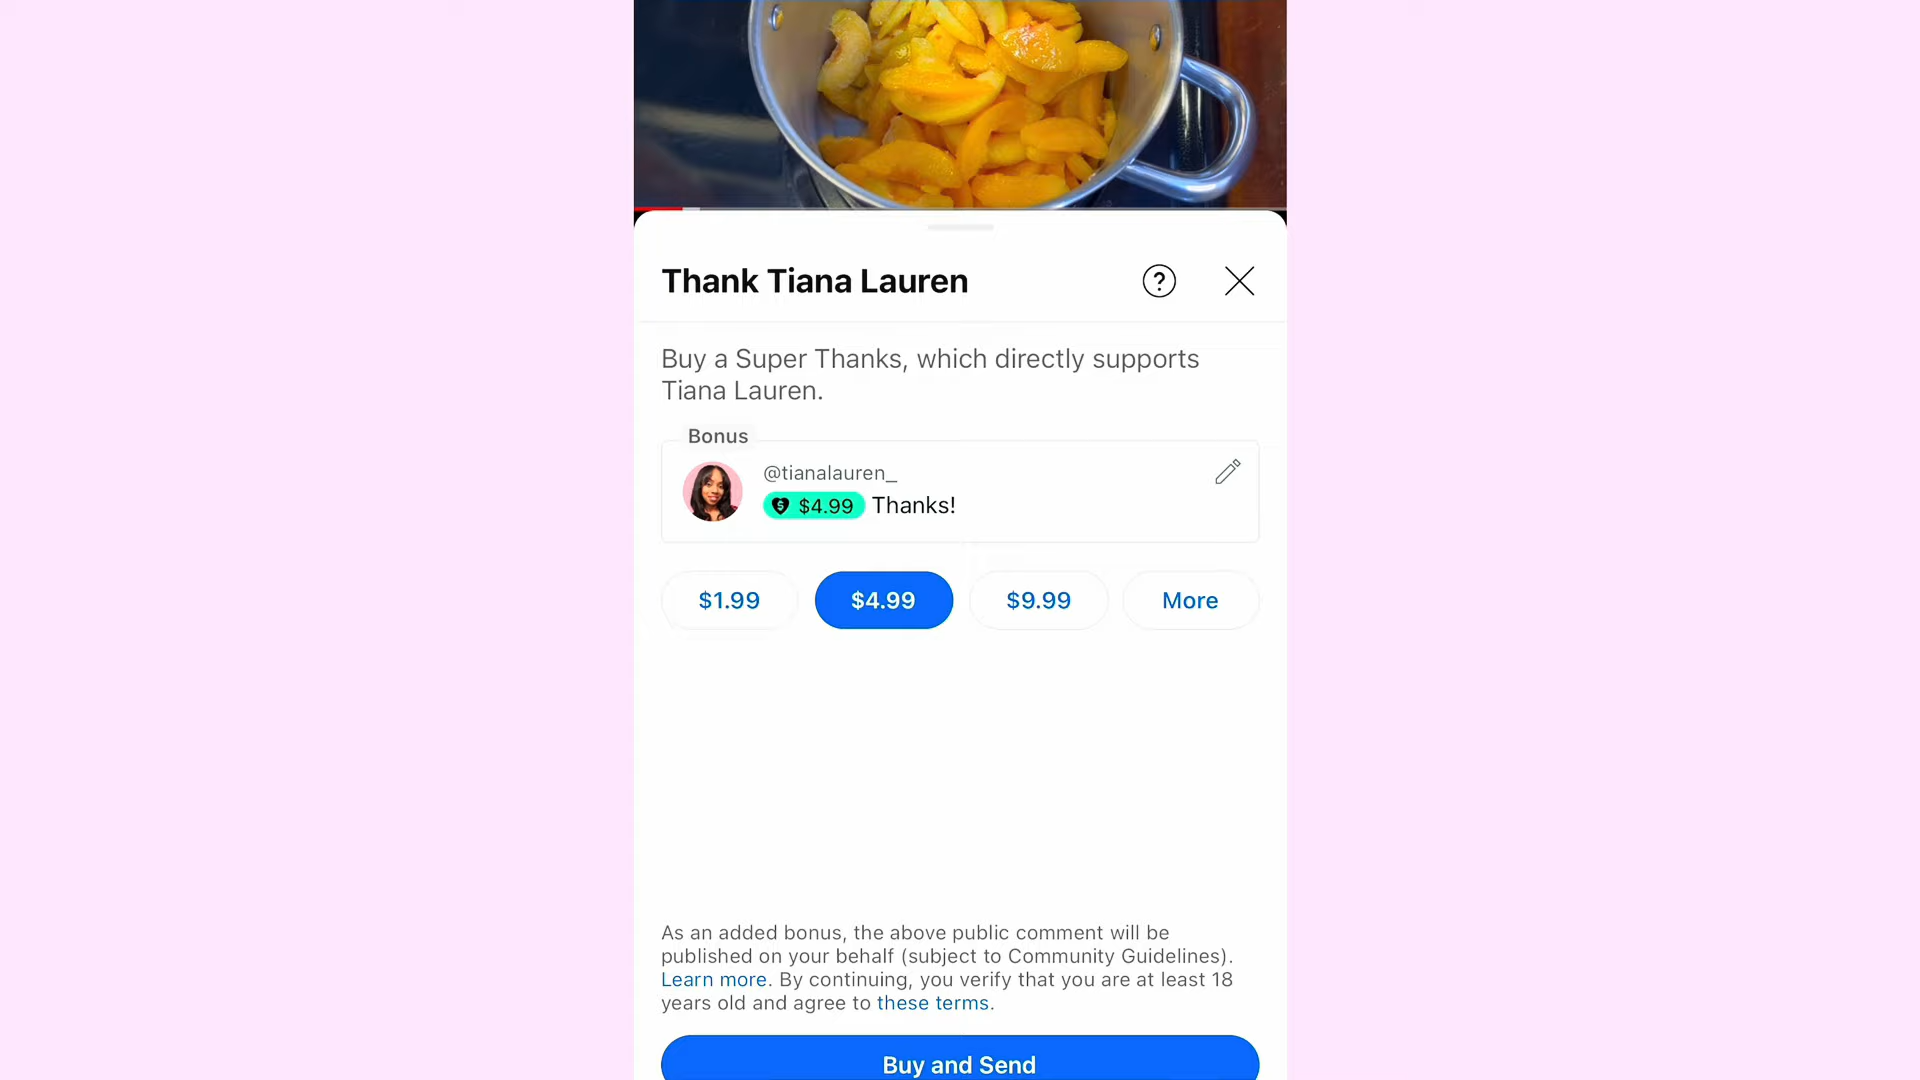 Thank Tiana Lauren
?
Buy a Super Thanks, which directly supports
Tiana Lauren.
Bonus
@tianalauren_
$4.99 Thanks!
$1.99
$4.99
$9.99
More
As an added bonus, the above public comment will be
published on your behalf (subject to Community Guidelines).
Learn more. By continuing, you verify that you are at least 18
years old and agree to these terms.
Buy and Send